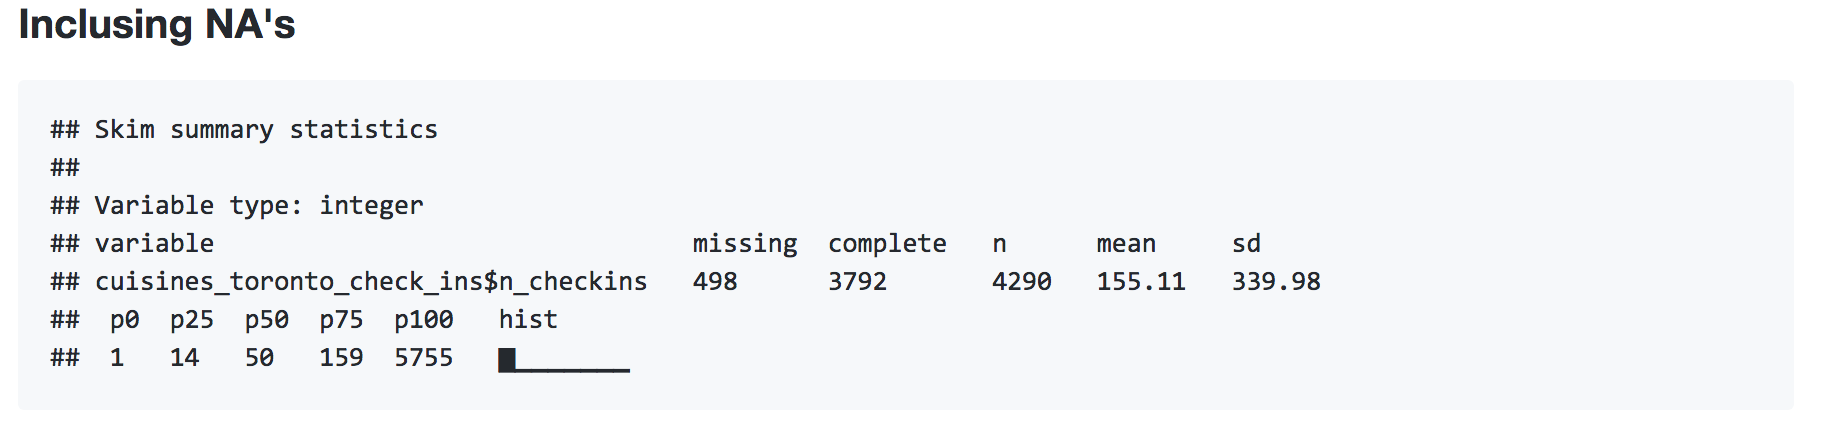 Inclusing NA's
## Skim summary statistics
##
## Variable type: integer
## variable missing complete n mean sd
## cuisines_toronto_check_ins$n_checkins 498 3792 4290 155.11 339.98
## p0 p25 p50 p75 p100 hist
## 1 14 50 159 5755 █▁▁▁▁▁▁▁